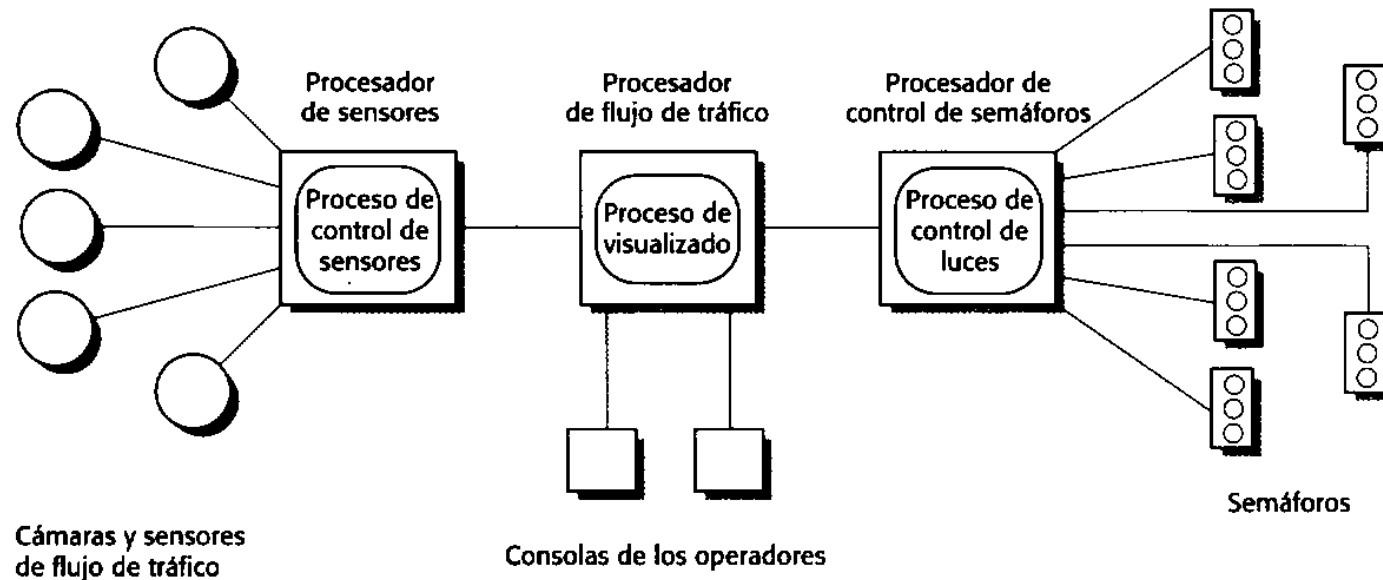 Procesador
de sensores
Procesador
de flujo de tráfico
Procesador de
control de semáforos
Proceso de
control de
sensores
Proceso de
visualizado
Proceso de
control de
luces
Semáforos
Cámaras y sensores
de flujo de tráfico
Consolas de los operadores